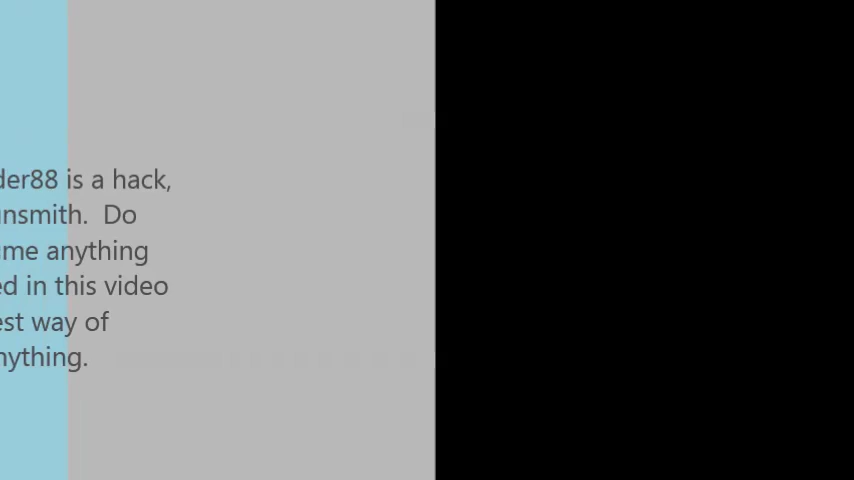 der88 is a hack,
nsmith.  Do
me anything
ed in this video
est way of
nything.